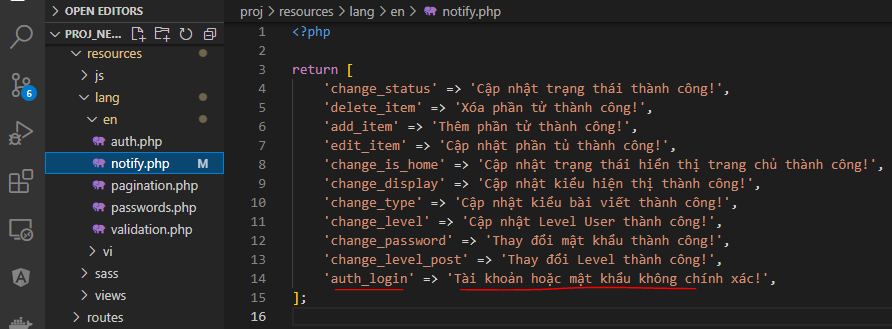 OPEN EDITORS
PROJ_NE...
resources
js
lang
en
auth.php
notify.php M
pagination.php
passwords.php
validation.php
vi
sass
views
routes
6
proj > resources > lang > en > notify.php
1 <?php
2
3 return [
4 'change_status' => 'Cập nhật trạng thái thành công!',
5 'delete_item' => 'Xóa phần tử thành công!',
6 'add_item' => 'Thêm phần tử thành công!',
7 'edit_item' => 'Cập nhật phần tủ thành công!',
8 'change_is_home' => 'Cập nhật trạng thái hiển thị trang chủ thành công!',
9 'change_display' => 'Cập nhật kiểu hiện thị thành công!',
10 'change_type' => 'Cập nhật kiểu bài viết thành công!',
11 'change_level' => 'Cập nhật Level User thành công!',
12 'change_password' => 'Thay đổi mật khẩu thành công!',
13 'change_level_post' => 'Thay đổi Level thành công!',
14 'auth_login' => 'Tài khoản hoặc mật khẩu không chính xác!',
15 ];
16